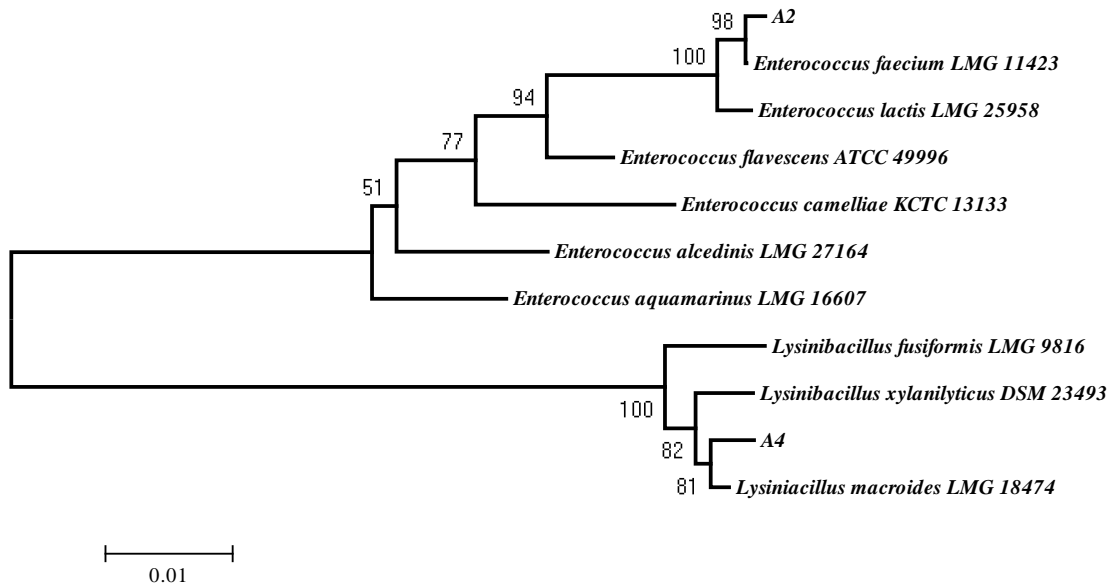 98
A2
Enterococcus faecium LMG 11423
100
Enterococcus lactis LMG 25958
94
Enterococcus flavescens ATCC 49996
77
Enterococcus camelliae KCTC 13133
51
Enterococcus alcedinis LMG 27164
Enterococcus aquamarinus LMG 16607
Lysinibacillus fusiformis LMG 9816
Lysinibacillus xylanilyticus DSM 23493
100
A4
82
Lysiniacillus macroides LMG 18474
81
0.01